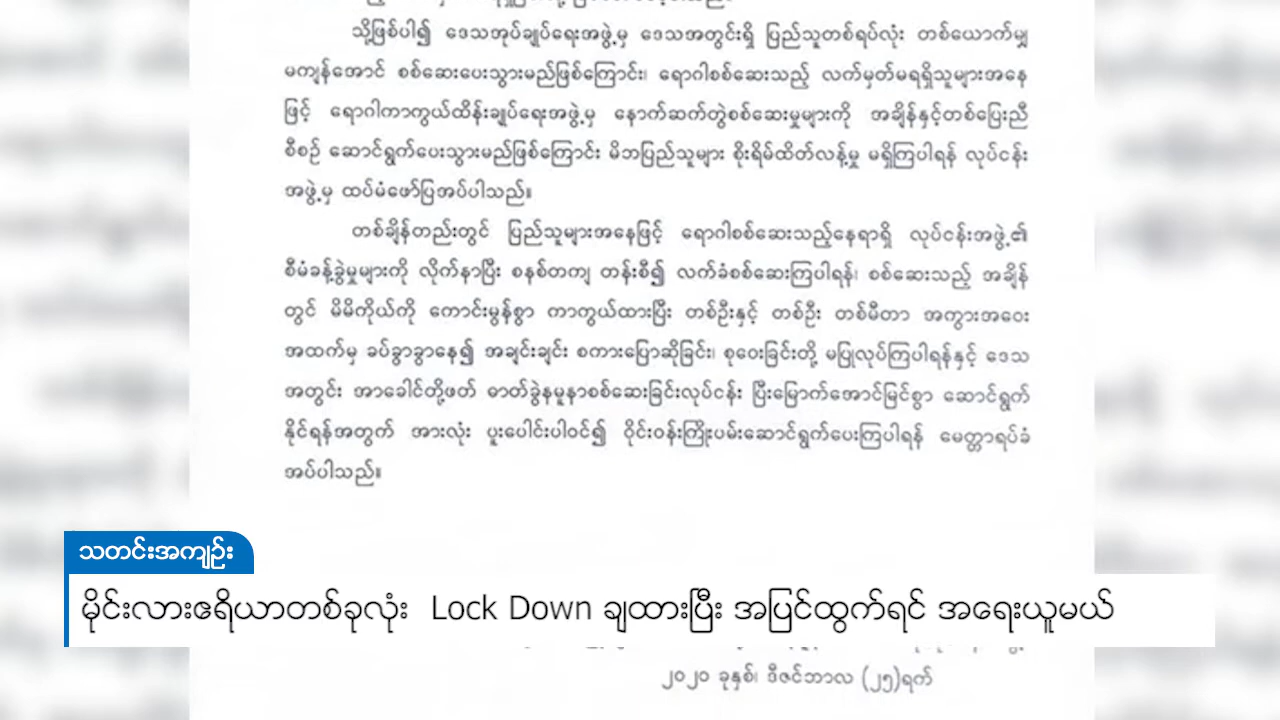 သို့ဖြစ်ပါ၍ ဒေသအုပ်ချုပ်ရေးအဖွဲ့မှ ဒေသအတွင်းရှိ ပြည်သူတစ်ရပ်လုံး တစ်ယောက်မျှ
မကျန်အောင် စစ်ဆေးပေးသွားမည်ဖြစ်ကြောင်း၊ ရောဂါစစ်ဆေးသည့် လက်မှတ်မရရှိသူများအနေ
ဖြင့် ရောဂါကာကွယ်ထိန်းချုပ်ရေးအဖွဲ့မှ နောက်ဆက်တွဲစစ်ဆေးမှုများကို အချိန်နှင့်တစ်ပြေးညီ
စီစဉ် ဆောင်ရွက်ပေးသွားမည်ဖြစ်ကြောင်း မိဘပြည်သူများ စိုးရိမ်ထိတ်လန့်မှု မရှိကြပါရန် လုပ်ငန်း
အဖွဲ့မှ ထပ်မံဖော်ပြအပ်ပါသည်။
တစ်ချိန်တည်းတွင် ပြည်သူများအနေဖြင့် ရောဂါစစ်ဆေးသည့်နေရာရှိ လုပ်ငန်းအဖွဲ့၏
စီမံခန့်ခွဲမှုများကို လိုက်နာပြီး စနစ်တကျ တန်းစီ၍ လက်ခံစစ်ဆေးကြပါရန်၊ စစ်ဆေးသည့် အချိန်
တွင် မိမိကိုယ်ကို ကောင်းမွန်စွာ ကာကွယ်ထားပြီး တစ်ဦးနှင့် တစ်ဦး တစ်မီတာ အကွာအဝေး
အထက်မှ ခပ်ခွာခွာနေ၍ အချင်းချင်း စကားပြောဆိုခြင်း၊ စုဝေးခြင်းတို့ မပြုလုပ်ကြပါရန်နှင့် ဒေသ
အတွင်း အာခေါင်တို့ဖတ် ဓာတ်ခွဲနမူနာစစ်ဆေးခြင်းလုပ်ငန်း ပြီးမြောက်အောင်မြင်စွာ ဆောင်ရွက်
နိုင်ရန်အတွက် အားလုံး ပူးပေါင်းပါဝင်၍ ဝိုင်းဝန်းကြိုးပမ်းဆောင်ရွက်ပေးကြပါရန် မေတ္တာရပ်ခံ
အပ်ပါသည်။
သတင်းအကျဉ်း
မိုင်းလားဧရိယာတစ်ခုလုံး Lock Down ချထားပြီး အပြင်ထွက်ရင် အရေးယူမယ်
၂၀၂၀ ခုနှစ်၊ ဒီဇင်ဘာလ (၂၅)ရက်